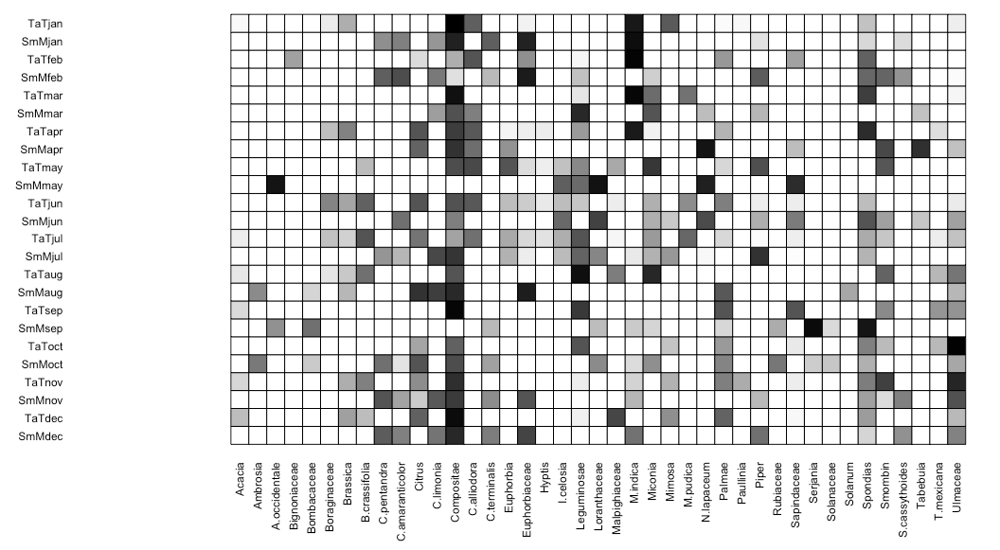 TaTjan
SmMjan
TaTfeb
SmMfeb
TaTmar
SmMmar
TaTapr
SmMapr
TaTmay
SmMmay
TaTjun
SmMjun
TaTjul
SmMjul
TaTaug
SmMaug
TaTsep
SmMsep
TaToct
SmMoct
TaTnov
SmMnov
TaTdec
SmMdec
Acacia
Ambrosia
A.occidentale
Bignoniaceae
Bombacaceae
Boraginaceae
Brassica
B.crassifolia
C.pentandra
C.amaranticolor
Citrus
C.limonia
Compositae
C.alliodora
C.terminalis
Euphorbia
Euphorbiaceae
Hyptis
I.celosia
Leguminosae
Loranthaceae
Malpighiaceae
M.indica
Miconia
Mimosa
M.pudica
N.lapaceum
Palmae
Paullinia
Piper
Rubiaceae
Sapindaceae
Serjania
Solanaceae
Solanum
Spondias
Smombin
S.cassythoides
Tabebuia
T.mexicana
Ulmaceae